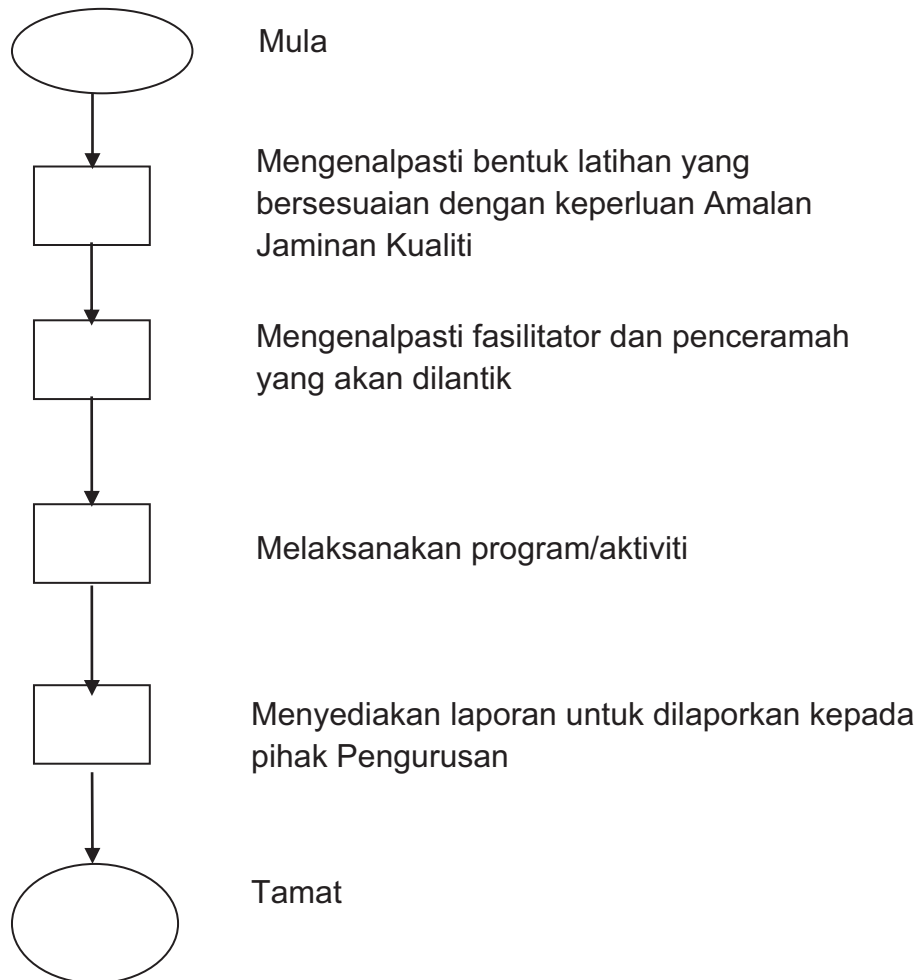 Mula
Mengenalpasti bentuk latihan yang
bersesuaian dengan keperluan Amalan
Jaminan Kualiti
Mengenalpasti fasilitator dan penceramah
yang akan dilantik
Melaksanakan program/aktiviti
Menyediakan laporan untuk dilaporkan kepada
pihak Pengurusan
Tamat